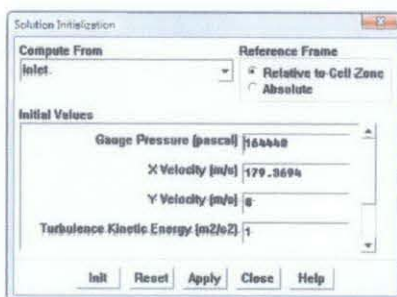 Solution Initialization
Compute From
inlet
Reference Frame
Relative to Cell Zone
Absolute
Initial Values
Gauge Pressure (pascal) 164440
X Velocity (m/s) 179.3694
Y Velocity (m/s) 0
Turbulence Kinetic Energy (m2/s2) 1
Init Reset Apply Close Help